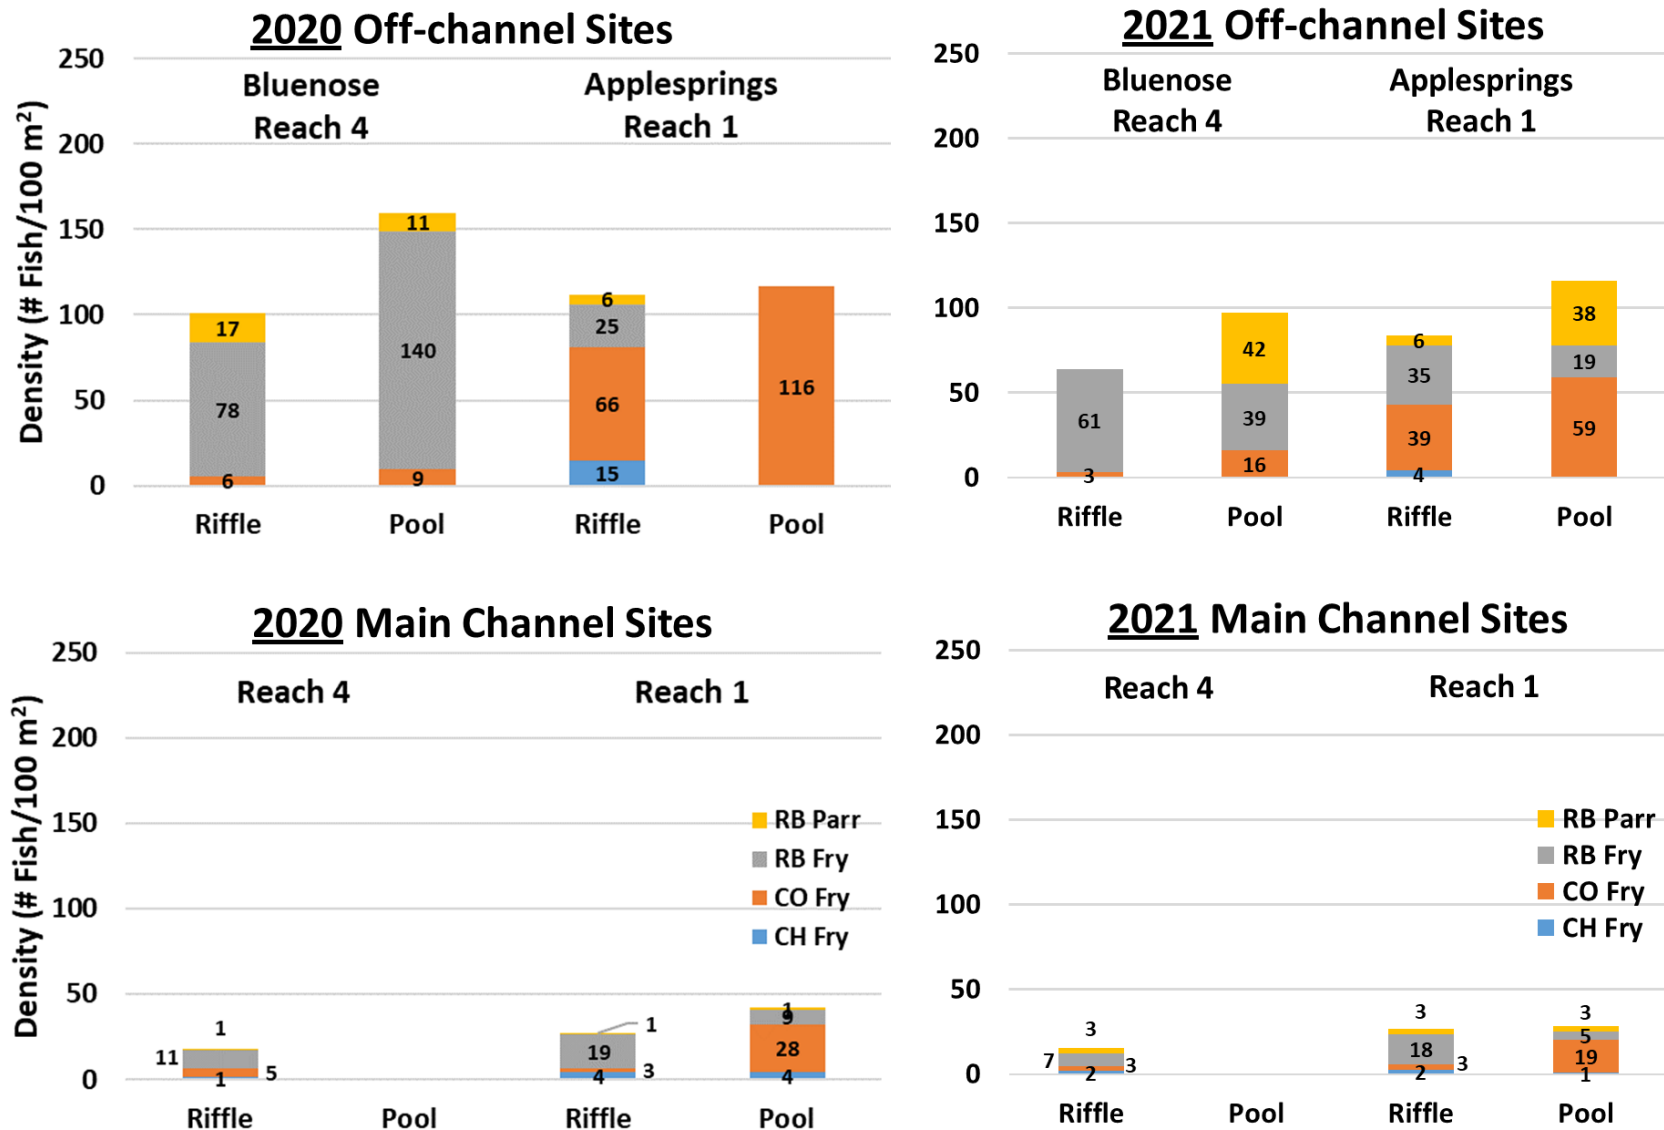 2020 Off-channel Sites
Density (# Fish/100 m²)
250
200
150
100
50
0
Bluenose
Reach 4
Applesprings
Reach 1
17
78
6
11
140
9
6
25
66
15
116
Riffle
Pool
Riffle
Pool
2021 Off-channel Sites
250
200
150
100
50
0
Bluenose
Reach 4
Applesprings
Reach 1
61
3
42
39
16
6
35
39
4
38
19
59
Riffle
Pool
Riffle
Pool
2020 Main Channel Sites
Density (# Fish/100 m²)
250
200
150
100
50
0
Reach 4
Reach 1
RB Parr
RB Fry
CO Fry
CH Fry
1
11
5
1
1
19
3
4
1
9
28
4
Riffle
Pool
Riffle
Pool
2021 Main Channel Sites
250
200
150
100
50
0
Reach 4
Reach 1
RB Parr
RB Fry
CO Fry
CH Fry
3
7
3
2
3
18
3
2
3
5
19
1
Riffle
Pool
Riffle
Pool